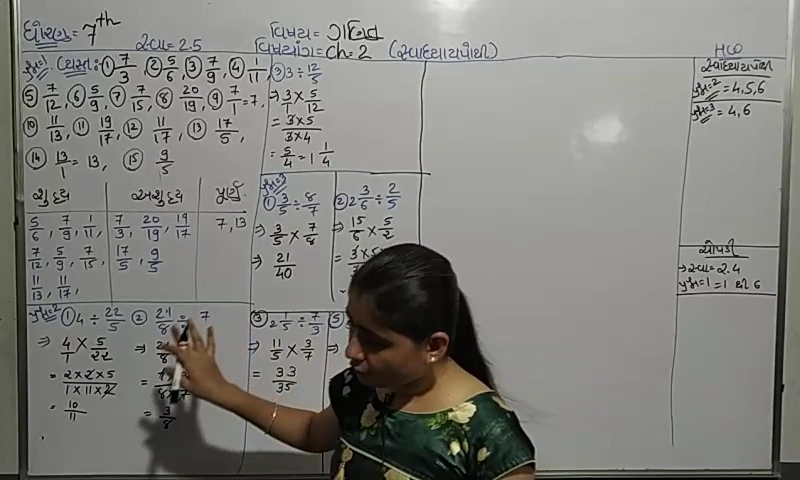 ધોરણ = 7th
વિષય = ગણિત
સ્વા = 2.5
વિષયાંગ = Ch = 2 (સ્વાધ્યાયપોથી)
પ્રશ્ન=1 (વ્યસ્ત : ① 7/3 , ② 5/6 , ③ 7/9 , ④ 1/11
⑤ 7/12 , ⑥ 5/9 , ⑦ 7/15 , ⑧ 20/19 , ⑨ 7/1 = 7 ,
⑩ 11/13 , ⑪ 19/17 , ⑫ 11/17 , ⑬ 17/5 ,
⑭ 13/1 = 13 , ⑮ 9/5
શુદ્ધ અશુદ્ધ પૂર્ણ
5/6 , 7/9 , 1/11 , 7/3 , 20/19 , 19/17 7, 13
7/12 , 5/9 , 7/15 , 17/5 , 9/5
11/13 , 11/17 ,
પ્રશ્ન=2 ① 4 ÷ 22/5 ② 21/8 ÷ 7
⇒ 4/1 × 5/22
= 2 × 2 × 5 / 1 × 11 × 2
= 10/11
= 3/8
③ 3 ÷ 12/5
⇒ 3/1 × 5/12
= 3 × 5 / 3 × 4
= 5/4 = 1 1/4
પ્રશ્ન=3
① 3/5 ÷ 8/7 ② 2 3/6 ÷ 2/5
⇒ 3/5 × 7/8 ⇒ 15/6 × 5/2
⇒ 21/40
③ 2 1/5 ÷ 7/3 ⑤
⇒ 11/5 × 3/7 ⇒
= 33/35
H.W
સ્વાધ્યાયપોથી
પ્રશ્ન=2 = 4,5,6
પ્રશ્ન=3 = 4,6
ચોપડી
→ સ્વા = 2.4
પ્રશ્ન=1 = 1 થી 6